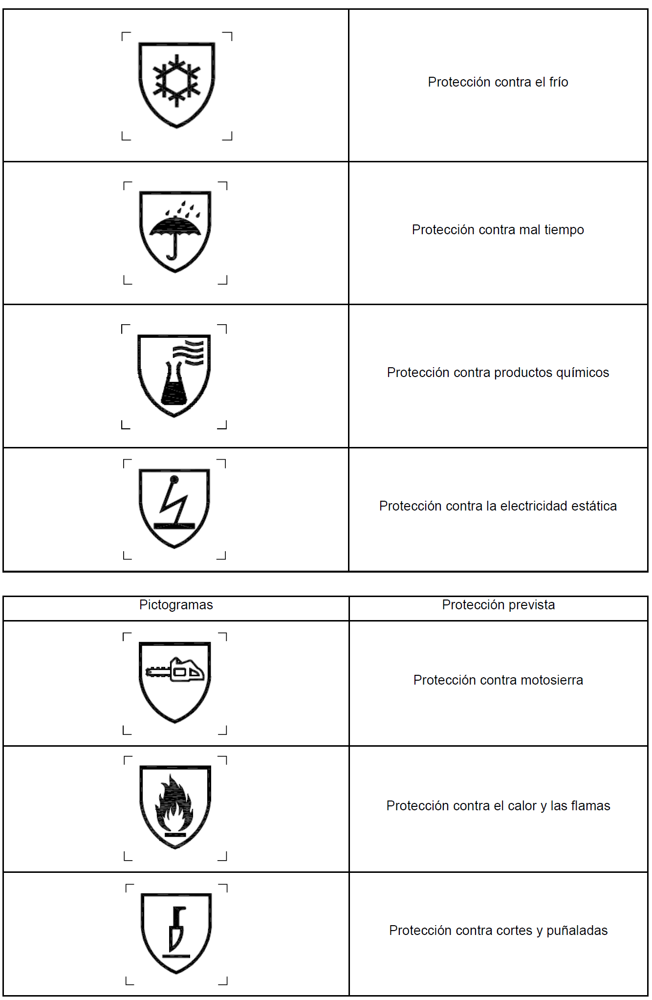 Protección contra el frío
Protección contra mal tiempo
Protección contra productos químicos
Protección contra la electricidad estática
Pictogramas
Protección prevista
Protección contra motosierra
Protección contra el calor y las flamas
Protección contra cortes y puñaladas